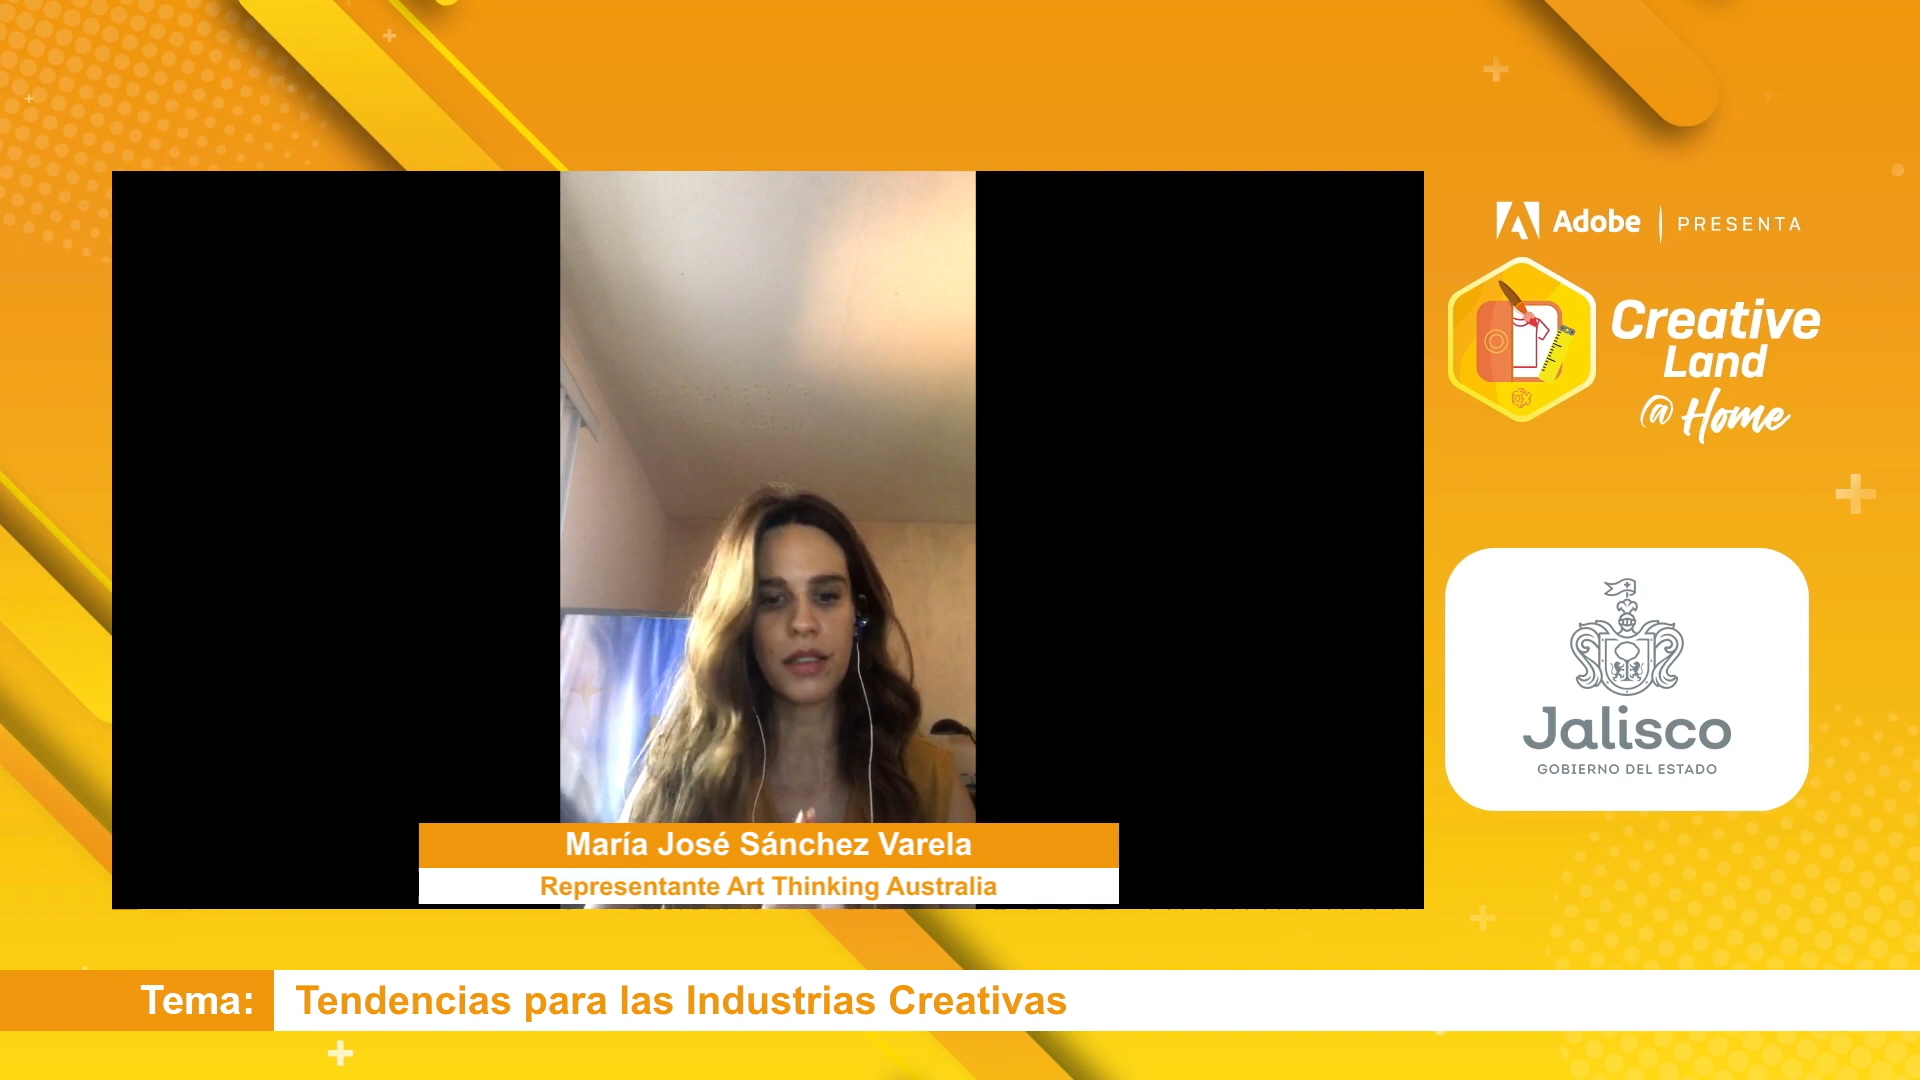 Adobe | PRESENTA
Creative
Land
@ Home
Jalisco
GOBIERNO DEL ESTADO
María José Sánchez Varela
Representante Art Thinking Australia
Tema: Tendencias para las Industrias Creativas